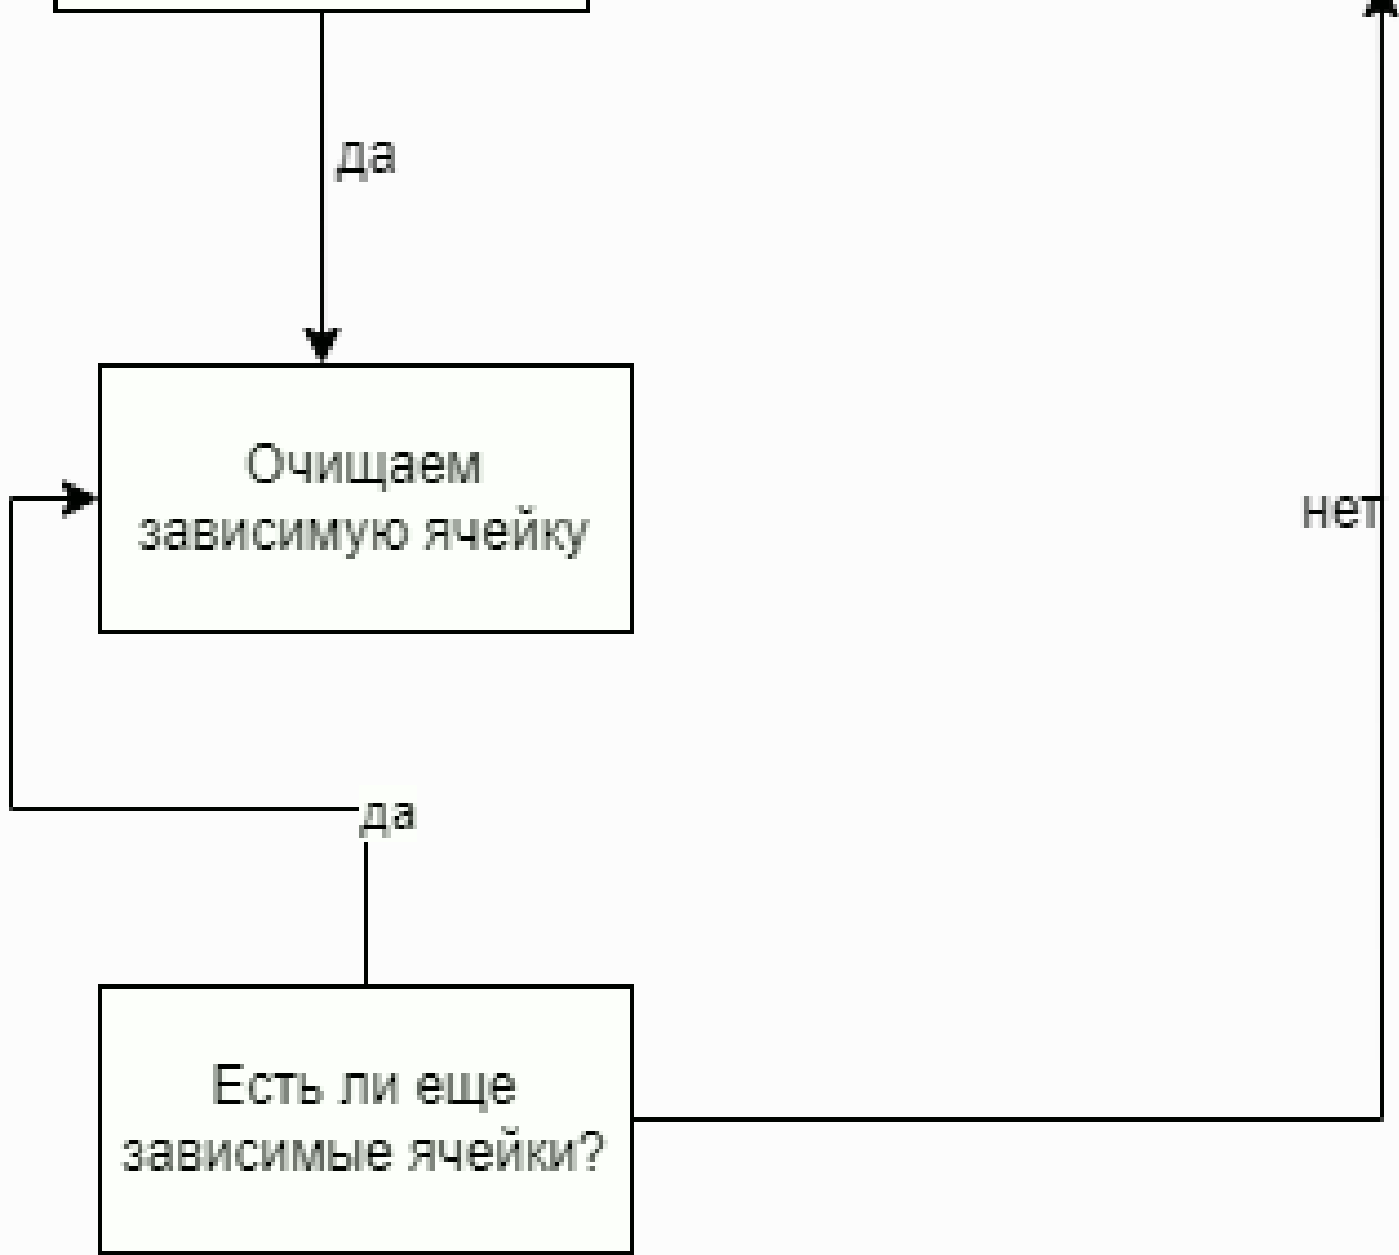 да
Очищаем
зависимую ячейку
нет
да
Есть ли еще
зависимые ячейки?